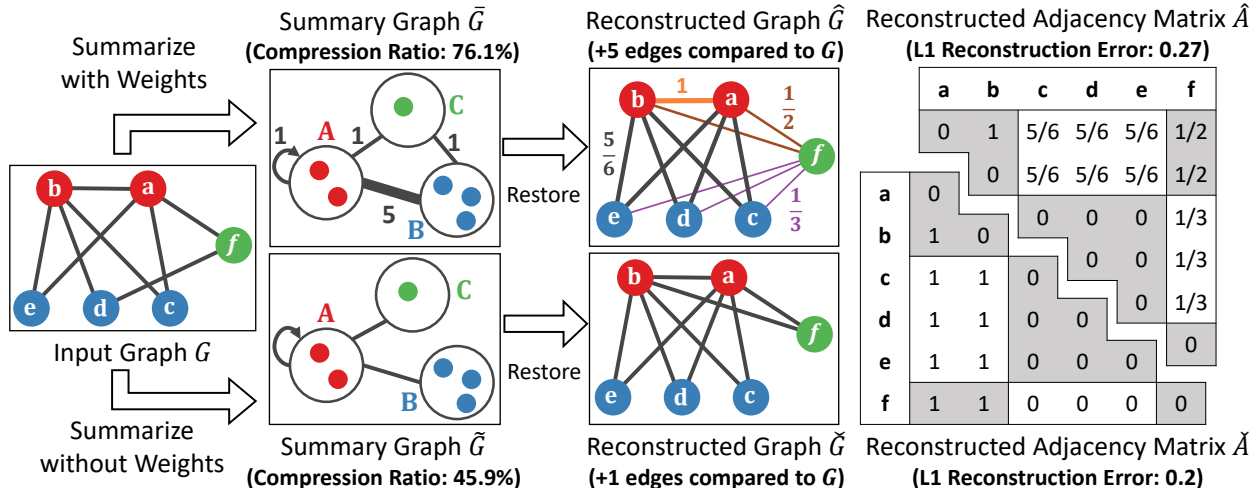 Summary Graph G̅
(Compression Ratio: 76.1%)
Reconstructed Graph Ĝ
(+5 edges compared to G)
Reconstructed Adjacency Matrix Â
(L1 Reconstruction Error: 0.27)
Summarize
with Weights
A
C
B
1
1
1
5
Restore
b
a
f
e
d
c
1
1/2
5/6
1/3
a b c d e f
0 1 5/6 5/6 5/6 1/2
0 5/6 5/6 5/6 1/2
0 0 0 1/3
0 0 1/3
0 1/3
0
a 0
b 1 0
c 1 1 0
d 1 1 0 0
e 1 1 0 0 0
f 1 1 0 0 0 0
b
a
f
e
d
c
Input Graph G
Summarize
without Weights
A
C
B
Restore
b
a
f
e
d
c
Summary Graph G̃
(Compression Ratio: 45.9%)
Reconstructed Graph Ǧ
(+1 edges compared to G)
Reconstructed Adjacency Matrix Ǎ
(L1 Reconstruction Error: 0.2)